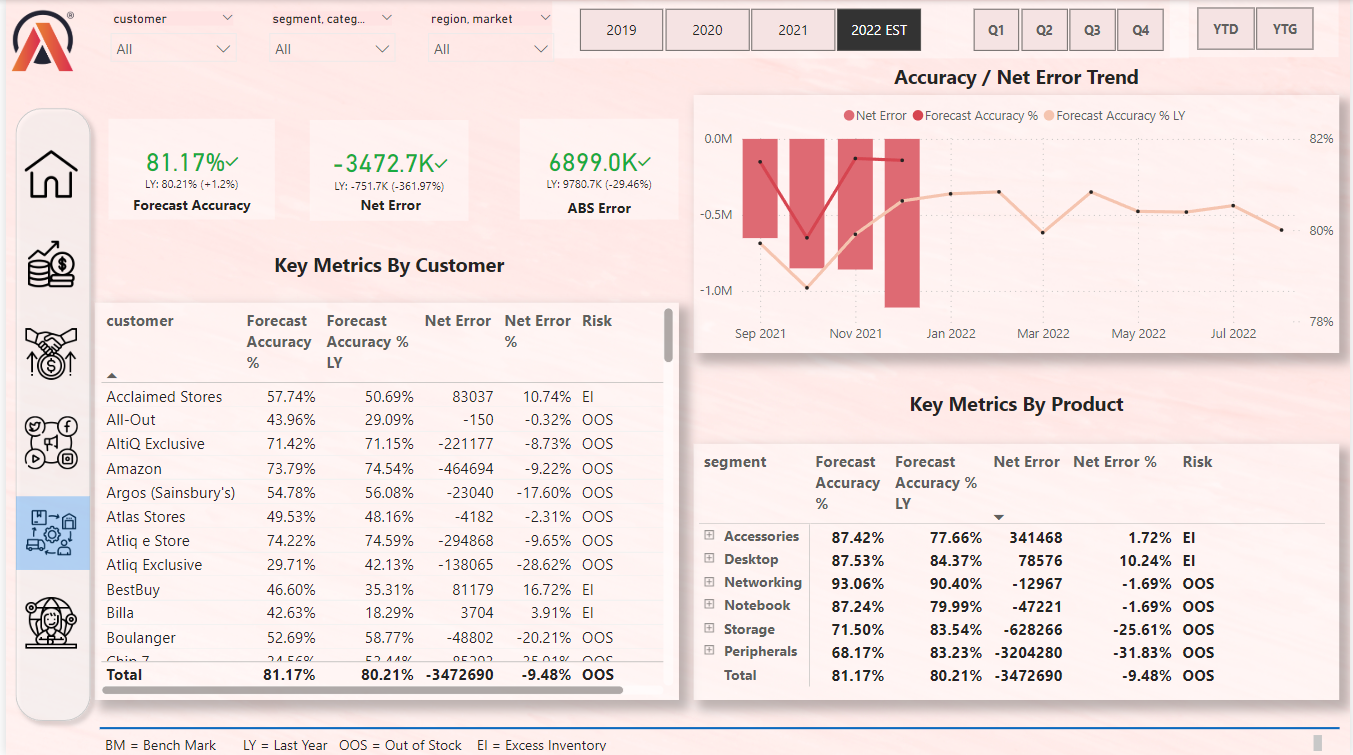 customer segment, categ... region, market
All All All
2019 2020 2021 2022 EST Q1 Q2 Q3 Q4 YTD YTG
®
Accuracy / Net Error Trend
Net Error Forecast Accuracy % Forecast Accuracy % LY
0.0M 82%
-0.5M 80%
-1.0M 78%
Sep 2021 Nov 2021 Jan 2022 Mar 2022 May 2022 Jul 2022
81.17%✓
LY: 80.21% (+1.2%)
Forecast Accuracy
-3472.7K✓
LY: -751.7K (-361.97%)
Net Error
6899.0K✓
LY: 9780.7K (-29.46%)
ABS Error
Key Metrics By Customer
customer Forecast Accuracy % Forecast Accuracy % LY Net Error Net Error % Risk
Acclaimed Stores 57.74% 50.69% 83037 10.74% EI
All-Out 43.96% 29.09% -150 -0.32% OOS
AltiQ Exclusive 71.42% 71.15% -221177 -8.73% OOS
Amazon 73.79% 74.54% -464694 -9.22% OOS
Argos (Sainsbury's) 54.78% 56.08% -23040 -17.60% OOS
Atlas Stores 49.53% 48.16% -4182 -2.31% OOS
Atliq e Store 74.22% 74.59% -294868 -9.65% OOS
Atliq Exclusive 29.71% 42.13% -138065 -28.62% OOS
BestBuy 46.60% 35.31% 81179 16.72% EI
Billa 42.63% 18.29% 3704 3.91% EI
Boulanger 52.69% 58.77% -48802 -20.21% OOS
Total 81.17% 80.21% -3472690 -9.48% OOS
Key Metrics By Product
segment Forecast Accuracy % Forecast Accuracy % LY Net Error Net Error % Risk
Accessories 87.42% 77.66% 341468 1.72% EI
Desktop 87.53% 84.37% 78576 10.24% EI
Networking 93.06% 90.40% -12967 -1.69% OOS
Notebook 87.24% 79.99% -47221 -1.69% OOS
Storage 71.50% 83.54% -628266 -25.61% OOS
Peripherals 68.17% 83.23% -3204280 -31.83% OOS
Total 81.17% 80.21% -3472690 -9.48% OOS
BM = Bench Mark LY = Last Year OOS = Out of Stock EI = Excess Inventory